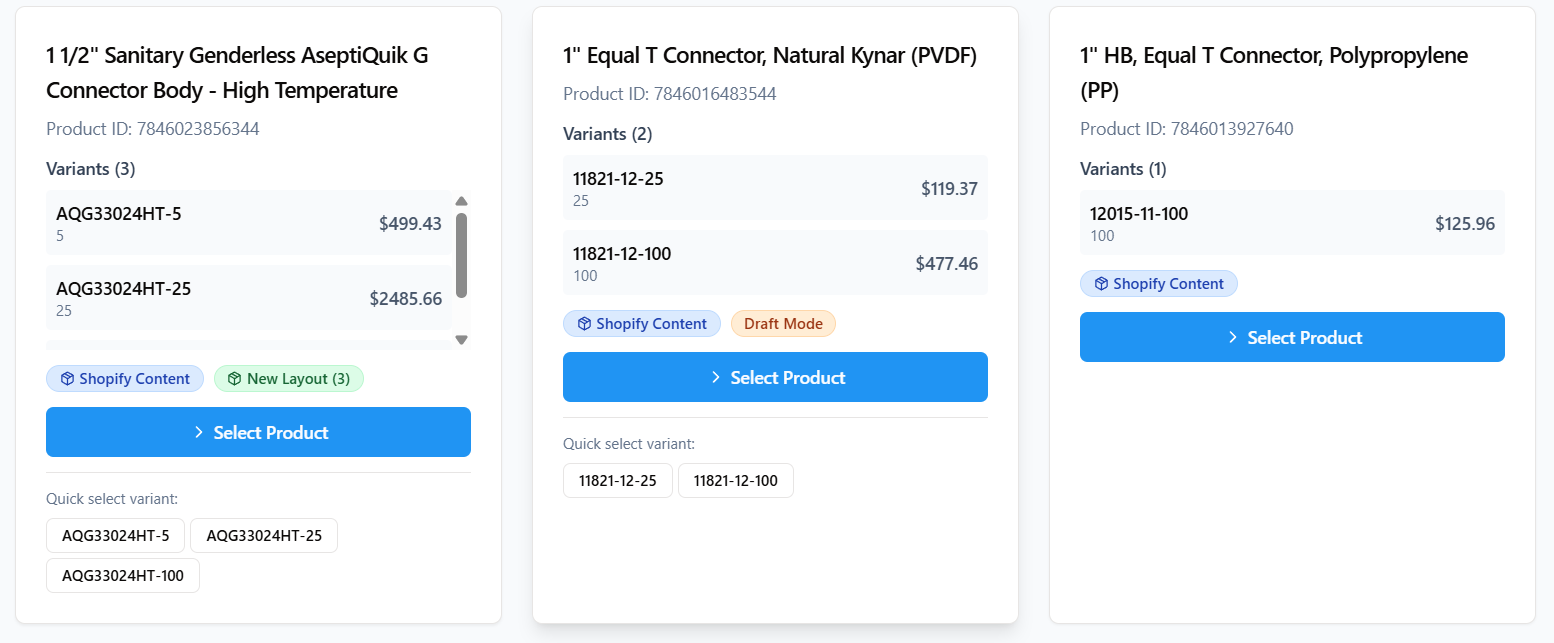 1 1/2" Sanitary Genderless AseptiQuik G
Connector Body - High Temperature
Product ID: 7846023856344
Variants (3)
AQG33024HT-5
5
$499.43
AQG33024HT-25
25
$2485.66
Shopify Content
New Layout (3)
Select Product
Quick select variant:
AQG33024HT-5
AQG33024HT-25
AQG33024HT-100
1" Equal T Connector, Natural Kynar (PVDF)
Product ID: 7846016483544
Variants (2)
11821-12-25
25
$119.37
11821-12-100
100
$477.46
Shopify Content
Draft Mode
Select Product
Quick select variant:
11821-12-25
11821-12-100
1" HB, Equal T Connector, Polypropylene
(PP)
Product ID: 7846013927640
Variants (1)
12015-11-100
100
$125.96
Shopify Content
Select Product